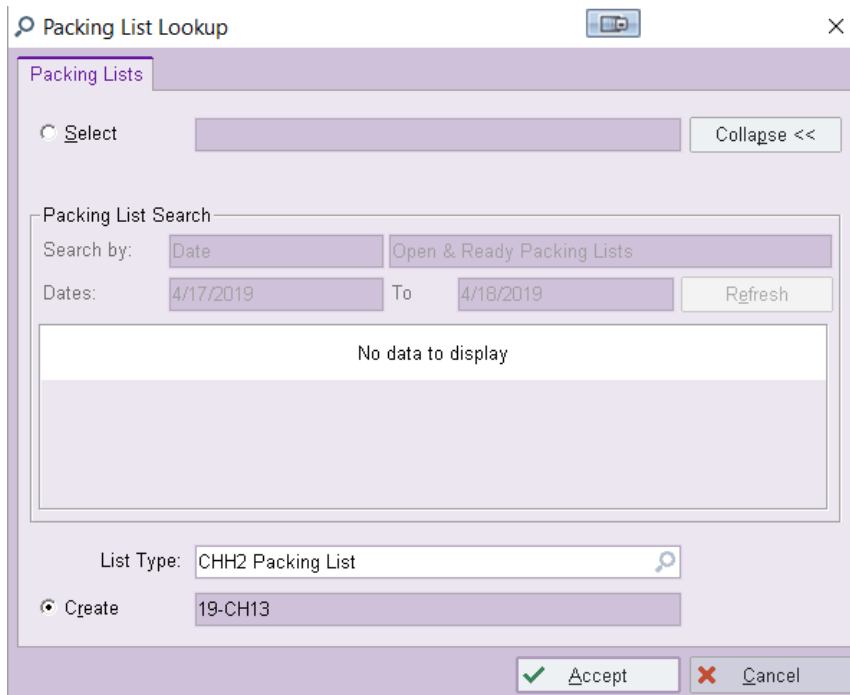 Packing List Lookup
Packing Lists
Select
Collapse <<
Packing List Search
Search by: Date Open & Ready Packing Lists
Dates: 4/17/2019 To 4/18/2019 Refresh
No data to display
List Type: CHH2 Packing List
Create 19-CH13
Accept Cancel